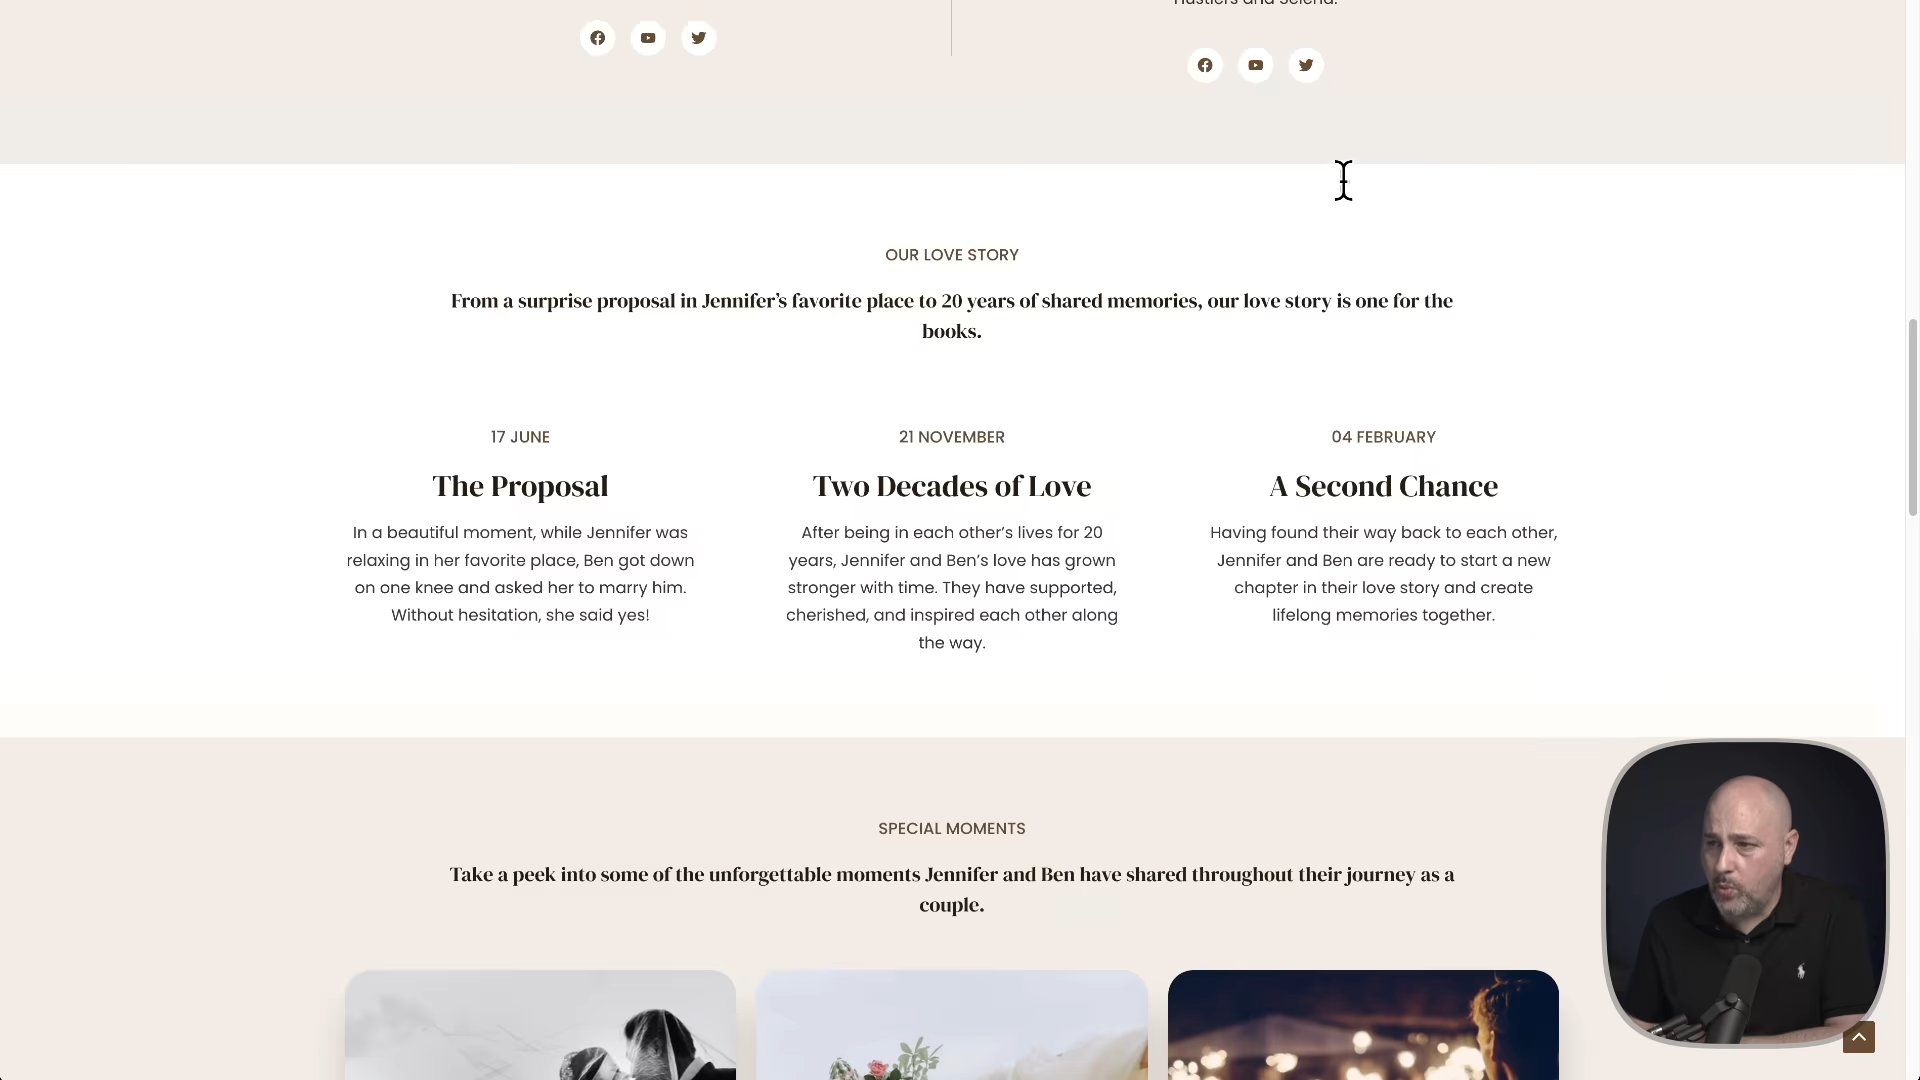 OUR LOVE STORY
From a surprise proposal in Jennifer’s favorite place to 20 years of shared memories, our love story is one for the
books.
17 JUNE
The Proposal
In a beautiful moment, while Jennifer was
relaxing in her favorite place, Ben got down
on one knee and asked her to marry him.
Without hesitation, she said yes!
21 NOVEMBER
Two Decades of Love
After being in each other’s lives for 20
years, Jennifer and Ben’s love has grown
stronger with time. They have supported,
cherished, and inspired each other along
the way.
04 FEBRUARY
A Second Chance
Having found their way back to each other,
Jennifer and Ben are ready to start a new
chapter in their love story and create
lifelong memories together.
SPECIAL MOMENTS
Take a peek into some of the unforgettable moments Jennifer and Ben have shared throughout their journey as a
couple.